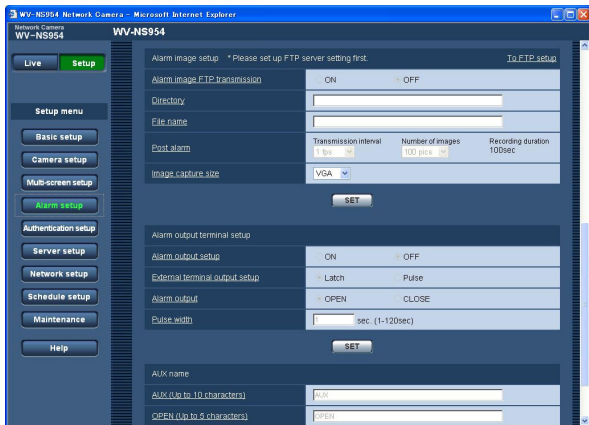 WV-NS954 Network Camera - Microsoft Internet Explorer
Network Camera
WV-NS954
WV-NS954
Live
Setup
Setup menu
Basic setup
Camera setup
Multi-screen setup
Alarm setup
Authentication setup
Server setup
Network setup
Schedule setup
Maintenance
Help
Alarm image setup * Please set up FTP server setting first. To FTP setup
Alarm image FTP transmission ON OFF
Directory
File name
Post alarm Transmission interval 1 fps Number of images 100 pics Recording duration 100sec
Image capture size VGA
SET
Alarm output terminal setup
Alarm output setup ON OFF
External terminal output setup Latch Pulse
Alarm output OPEN CLOSE
Pulse width 1 sec. (1-120sec)
SET
AUX name
AUX (Up to 10 characters) AUX
OPEN (Up to 5 characters) OPEN